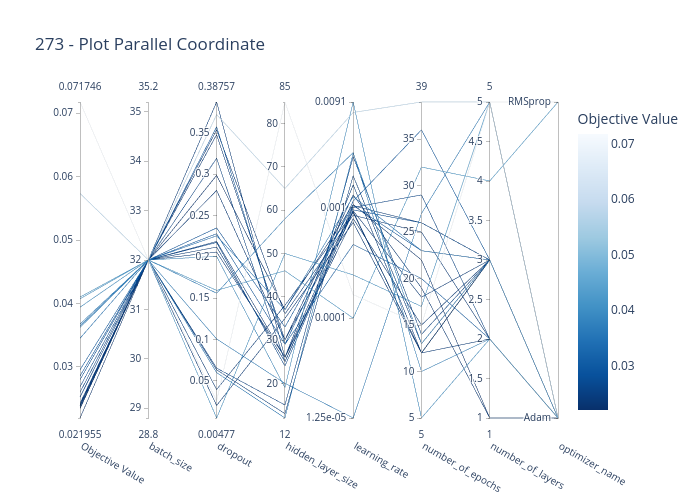 273 - Plot Parallel Coordinate
0.071746 35.2 0.38757 85 0.0091 39 5 RMSprop
Objective Value
0.07 0.06 0.05 0.04 0.03
35 34 33 32 31 30 29
0.35 0.3 0.25 0.2 0.15 0.1 0.05
80 70 60 50 40 30 20
0.001 0.0001
35 30 25 20 15 10
4.5 4 3.5 3 2.5 2 1.5
0.07
0.06
0.05
0.04
0.03
1.25e-05 5 1 Adam
0.021955 28.8 0.00477 12 5 1
Objective Value
batch_size
dropout
hidden_layer_size
learning_rate
number_of_epochs
number_of_layers
optimizer_name